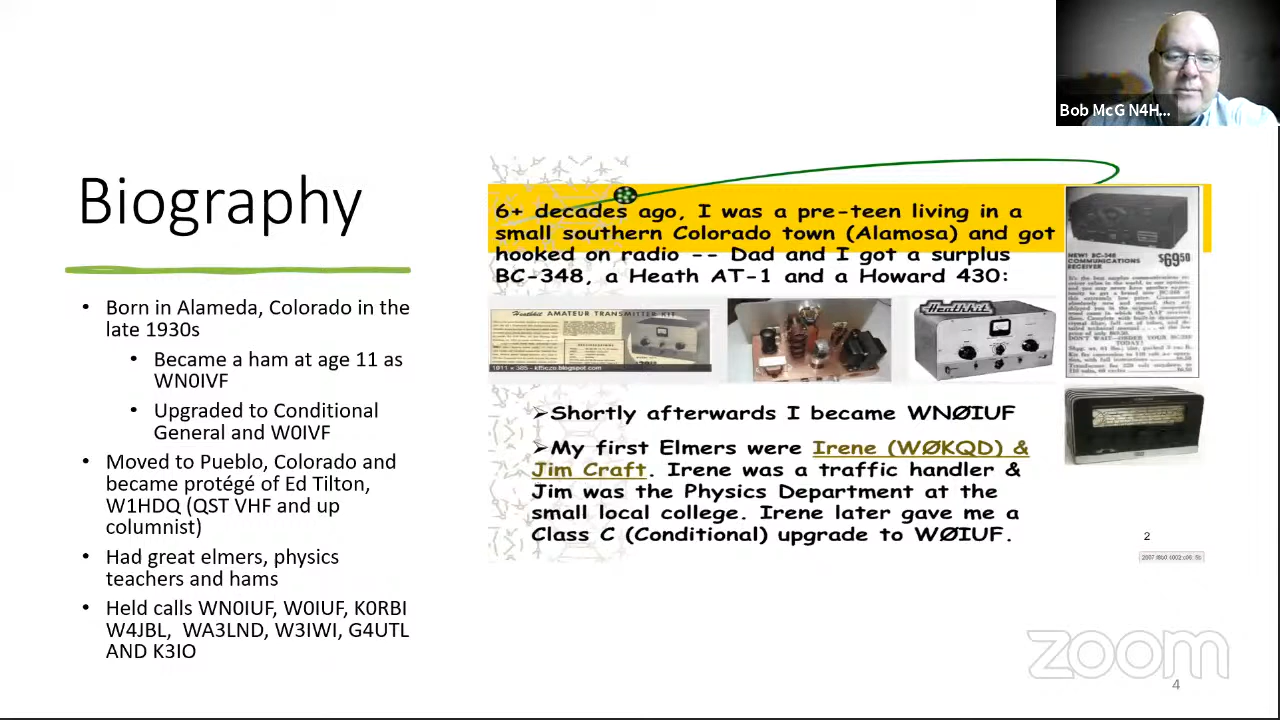 Bob McG N4H...
Biography
Born in Alameda, Colorado in the
late 1930s
Became a ham at age 11 as
WN0IVF
Upgraded to Conditional
General and W0IVF
Moved to Pueblo, Colorado and
became protégé of Ed Tilton,
W1HDQ (QST VHF and up
columnist)
Had great elmers, physics
teachers and hams
Held calls WN0IUF, W0IUF, K0RBI
W4JBL, WA3LND, W3IWI, G4UTL
AND K3IO
6+ decades ago, I was a pre-teen living in a
small southern Colorado town (Alamosa) and got
hooked on radio -- Dad and I got a surplus
BC-348, a Heath AT-1 and a Howard 430:
NEW! BC-348
COMMUNICATIONS
RECEIVER
$69.50
Heathkit AMATEUR TRANSMITTER KIT
Heathkit
➢Shortly afterwards I became WNØIUF
➢My first Elmers were Irene (WØKQD) &
Jim Craft. Irene was a traffic handler &
Jim was the Physics Department at the
small local college. Irene later gave me a
Class C (Conditional) upgrade to WØIUF.
2
zoom
4